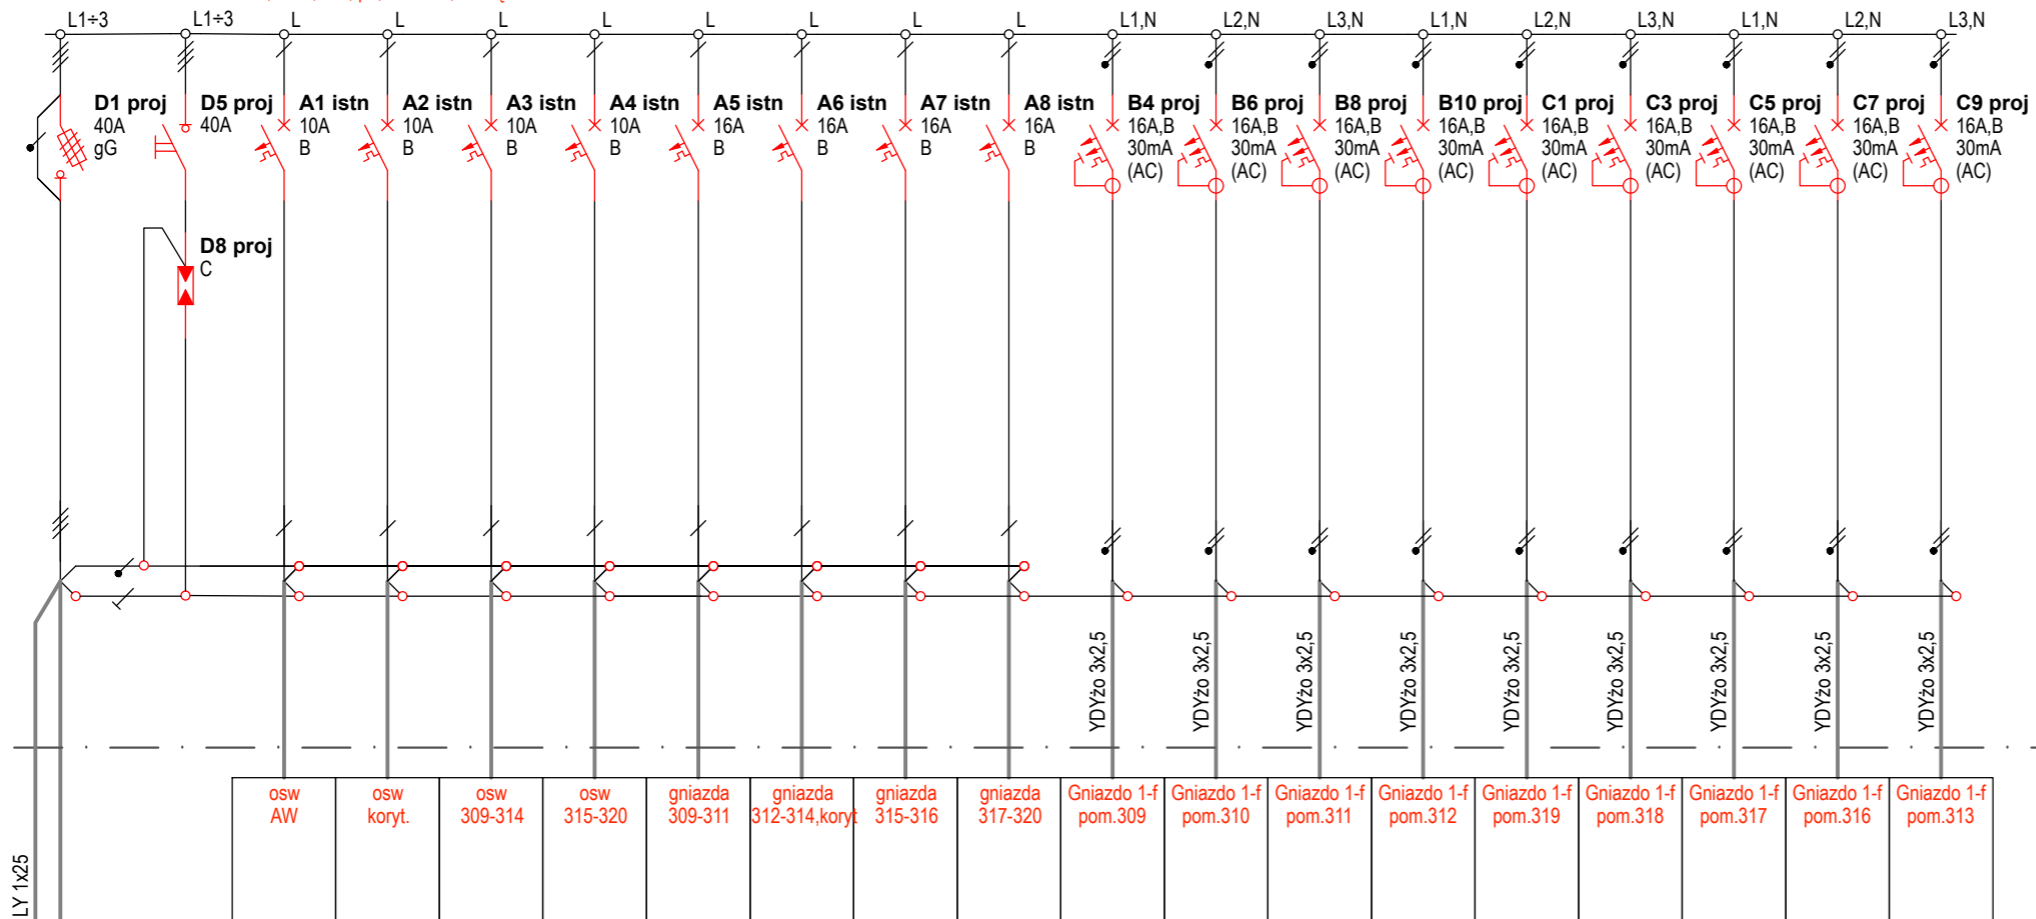 L1÷3 L1÷3 L L L L L L L L L1,N L2,N L3,N L1,N L2,N L3,N L1,N L2,N L3,N
D1 proj D5 proj A1 istn A2 istn A3 istn A4 istn A5 istn A6 istn A7 istn A8 istn B4 proj B6 proj B8 proj B10 proj C1 proj C3 proj C5 proj C7 proj C9 proj
40A 40A 10A 10A 10A 10A 16A 16A 16A 16A 16A,B 16A,B 16A,B 16A,B 16A,B 16A,B 16A,B 16A,B 16A,B
gG B B B B B B B B 30mA 30mA 30mA 30mA 30mA 30mA 30mA 30mA 30mA
(AC) (AC) (AC) (AC) (AC) (AC) (AC) (AC) (AC)
D8 proj
C
YDYżo 3x2,5 YDYżo 3x2,5 YDYżo 3x2,5 YDYżo 3x2,5 YDYżo 3x2,5 YDYżo 3x2,5 YDYżo 3x2,5 YDYżo 3x2,5 YDYżo 3x2,5
osw osw osw osw gniazda gniazda gniazda gniazda Gniazdo 1-f Gniazdo 1-f Gniazdo 1-f Gniazdo 1-f Gniazdo 1-f Gniazdo 1-f Gniazdo 1-f Gniazdo 1-f Gniazdo 1-f
AW koryt. 309-314 315-320 309-311 312-314,koryt 315-316 317-320 pom.309 pom.310 pom.311 pom.312 pom.319 pom.318 pom.317 pom.316 pom.313
LY 1x25